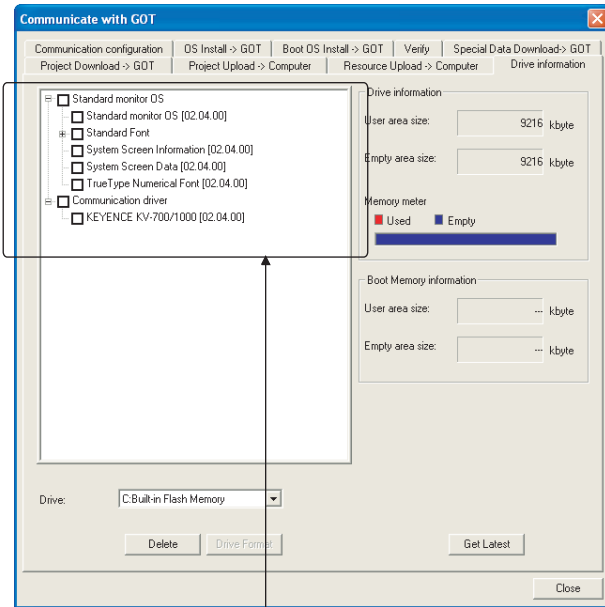 Communicate with GOT
Communication configuration OS Install -> GOT Boot OS Install -> GOT Verify Special Data Download-> GOT
Project Download -> GOT Project Upload -> Computer Resource Upload -> Computer Drive information
Standard monitor OS
Standard monitor OS [02.04.00]
Standard Font
System Screen Information [02.04.00]
System Screen Data [02.04.00]
TrueType Numerical Font [02.04.00]
Communication driver
KEYENCE KV-700/1000 [02.04.00]
Drive information
User area size: 9216 kbyte
Empty area size: 9216 kbyte
Memory meter
Used Empty
Boot Memory information
User area size: --- kbyte
Empty area size: --- kbyte
Drive: C:Built-in Flash Memory
Delete Drive Format Get Latest
Close